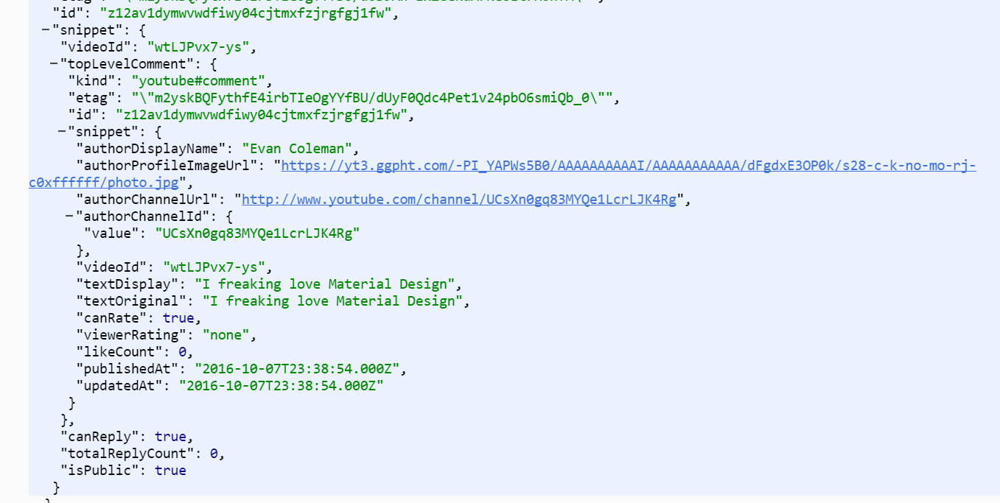 "id": "z12av1dymwvwdfiwy04cjtmxfzjrgfgj1fw",
"snippet": {
"videoId": "wtLJPvx7-ys",
"topLevelComment": {
"kind": "youtube#comment",
"etag": "\"m2yskBQFythfE4irbTIeOgYYfBU/dUyF0Qdc4Pet1v24pbO6smiQb_0\"",
"id": "z12av1dymwvwdfiwy04cjtmxfzjrgfgj1fw",
"snippet": {
"authorDisplayName": "Evan Coleman",
"authorProfileImageUrl": "https://yt3.ggpht.com/-PI_YAPWs5B0/AAAAAAAAAAI/AAAAAAAAAAA/dFgdxE3OP0k/s28-c-k-no-mo-rj-
c0xffffff/photo.jpg",
"authorChannelUrl": "http://www.youtube.com/channel/UCsXn0gq83MYQe1LcrLJK4Rg",
"authorChannelId": {
"value": "UCsXn0gq83MYQe1LcrLJK4Rg"
},
"videoId": "wtLJPvx7-ys",
"textDisplay": "I freaking love Material Design",
"textOriginal": "I freaking love Material Design",
"canRate": true,
"viewerRating": "none",
"likeCount": 0,
"publishedAt": "2016-10-07T23:38:54.000Z",
"updatedAt": "2016-10-07T23:38:54.000Z"
}
},
"canReply": true,
"totalReplyCount": 0,
"isPublic": true
}